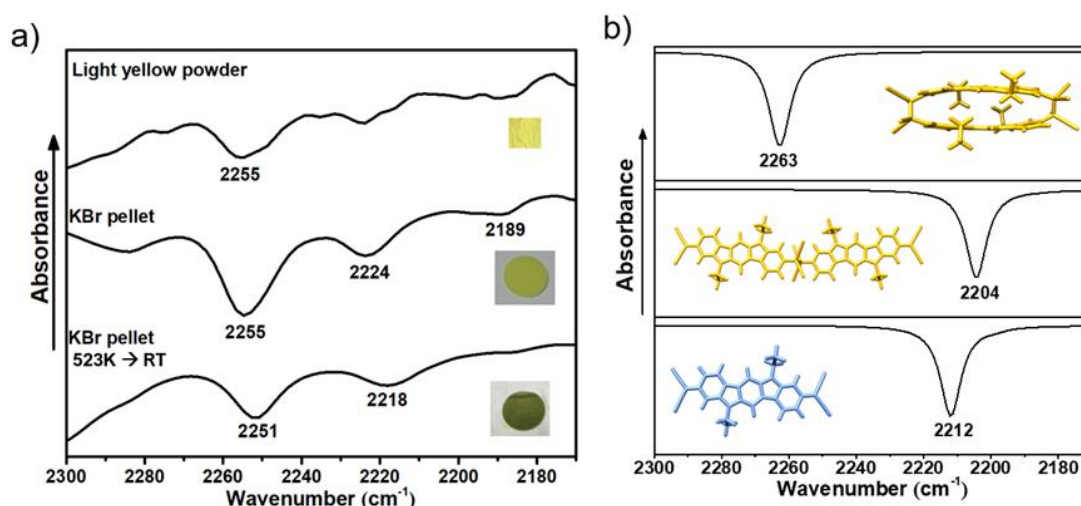 a)
Light yellow powder
2255
KBr pellet
2189
2224
2255
KBr pellet
523K → RT
2218
2251
Absorbance
2300 2280 2260 2240 2220 2200 2180
Wavenumber (cm⁻¹)
b)
2263
2204
2212
Absorbance
2300 2280 2260 2240 2220 2200 2180
Wavenumber (cm⁻¹)